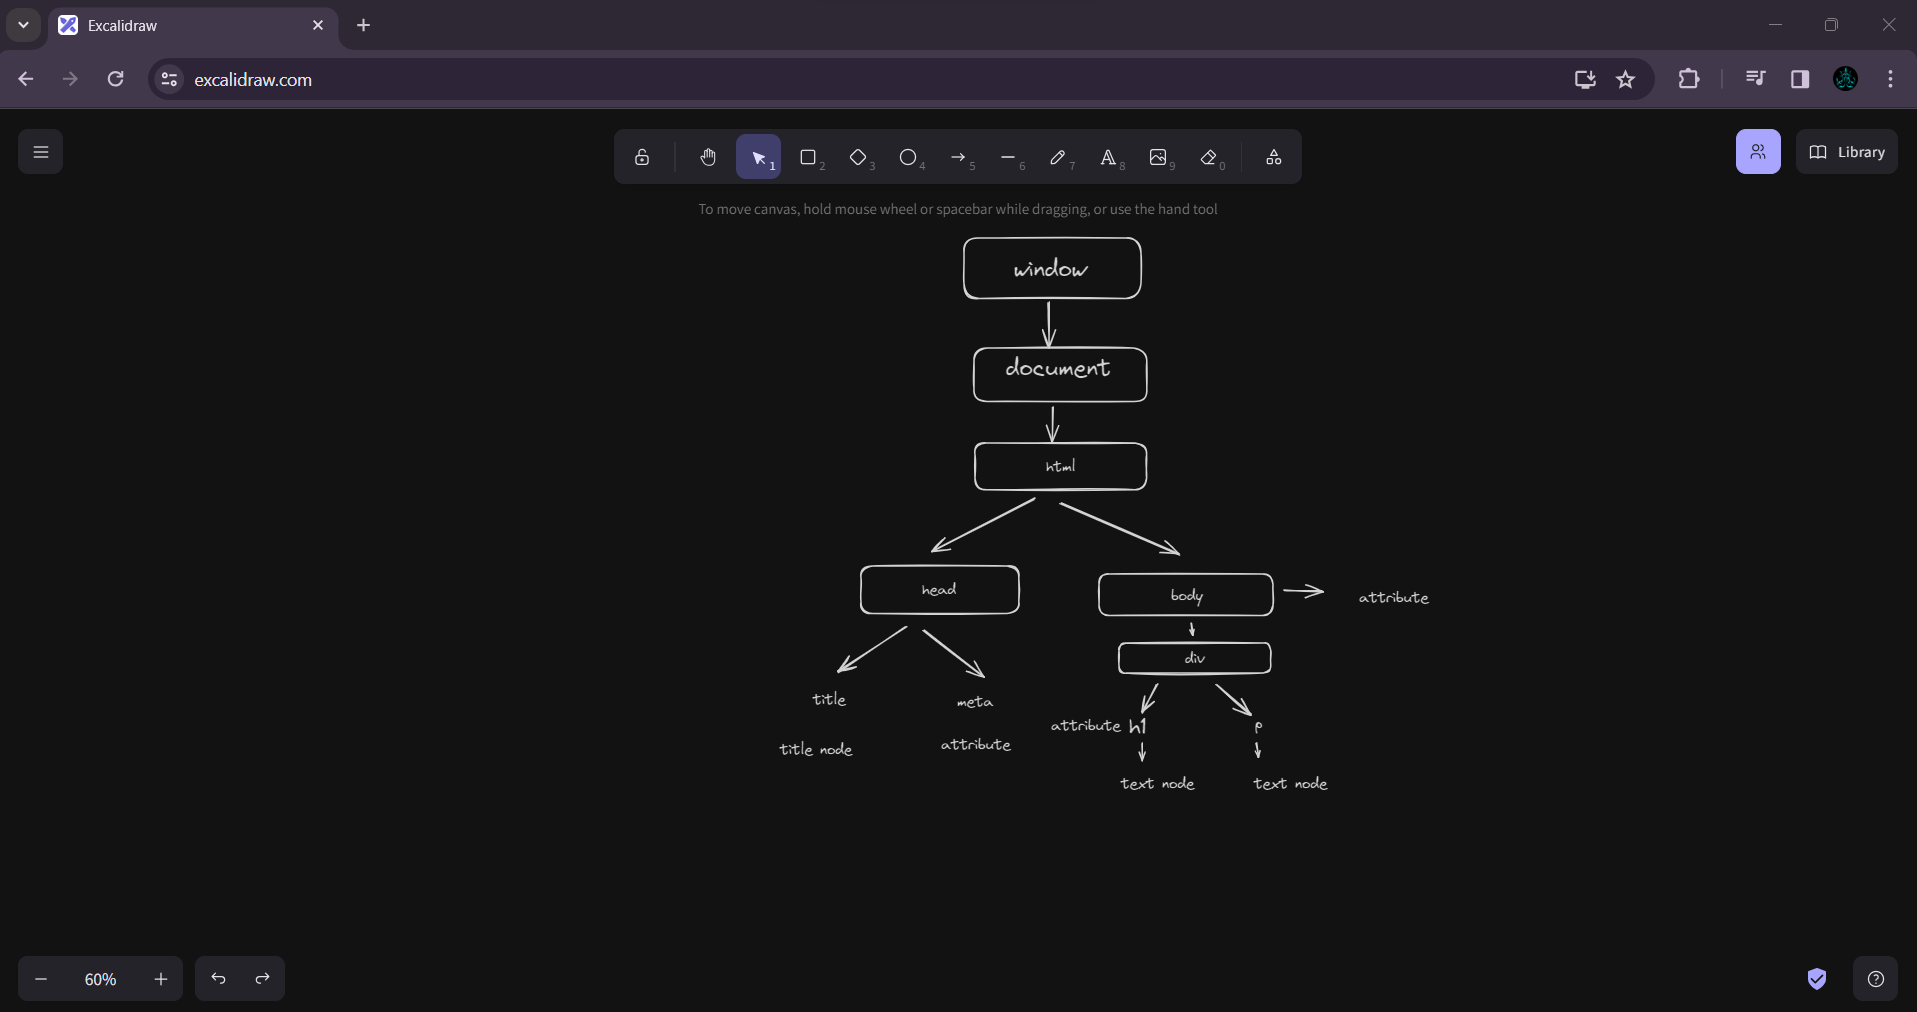 Excalidraw
excalidraw.com
1
2
3
4
5
6
7
8
9
0
Library
To move canvas, hold mouse wheel or spacebar while dragging, or use the hand tool
window
document
html
head
body
attribute
div
title
meta
attribute h1
p
title node
attribute
text node
text node
60%